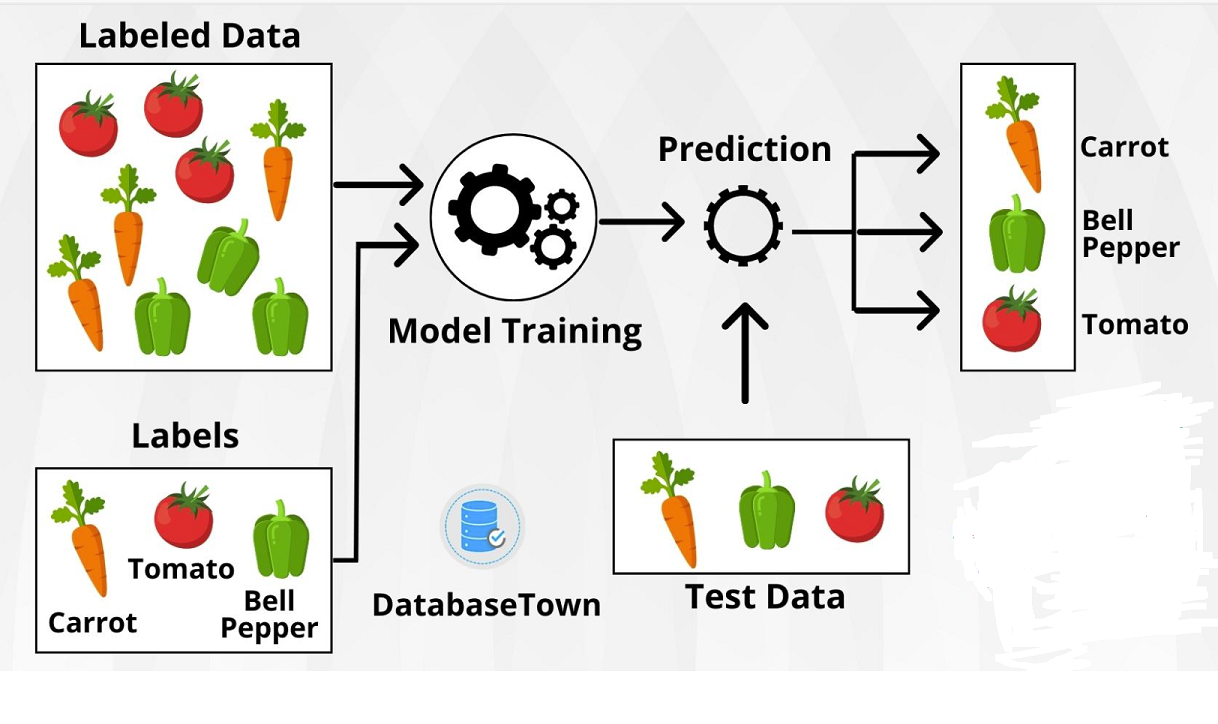 Labeled Data
Prediction
Carrot
Bell
Pepper
Tomato
Model Training
Labels
Tomato
Carrot
Bell
Pepper
DatabaseTown
Test Data